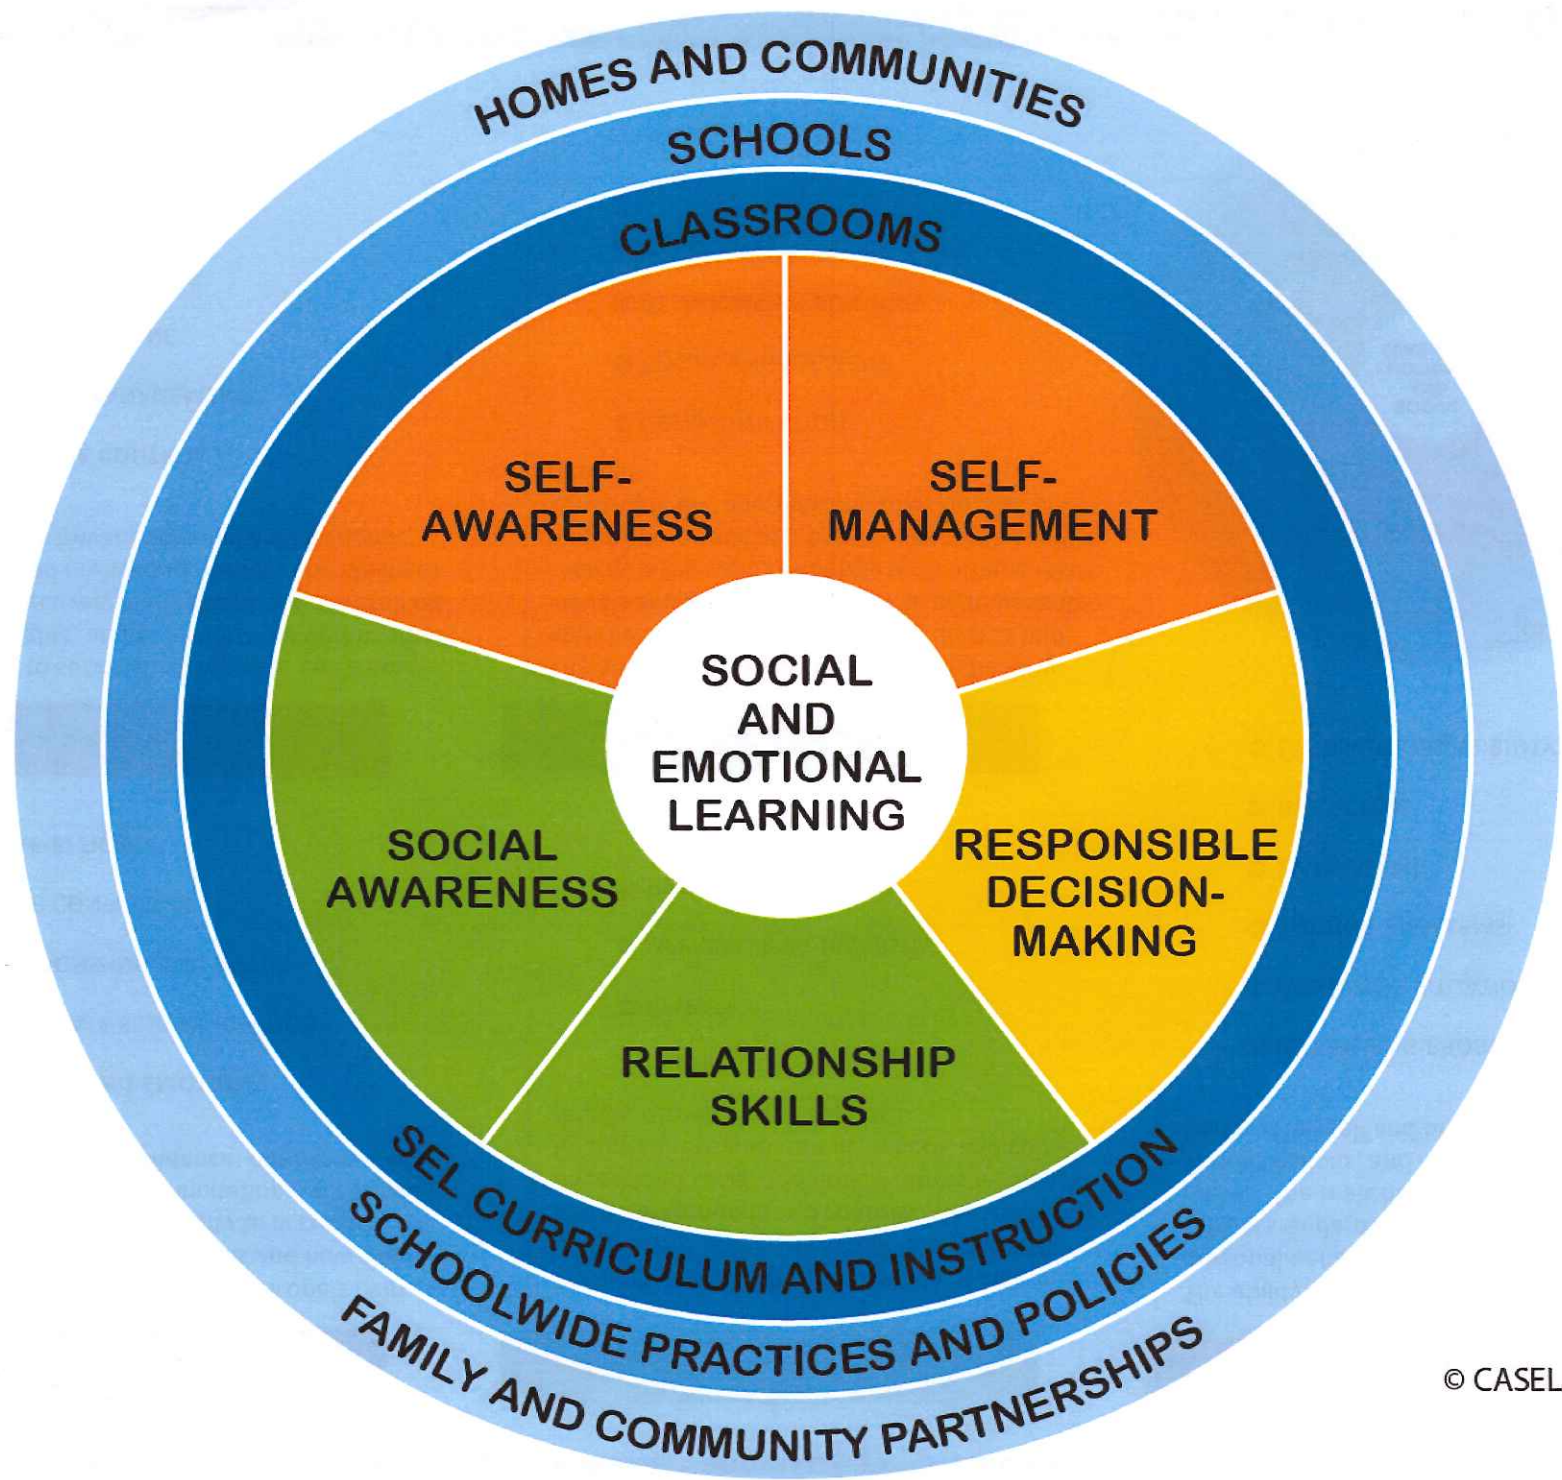 HOMES AND COMMUNITIES
SCHOOLS
CLASSROOMS
SELF-
AWARENESS
SELF-
MANAGEMENT
SOCIAL
AND
EMOTIONAL
LEARNING
SOCIAL
AWARENESS
RESPONSIBLE
DECISION-
MAKING
RELATIONSHIP
SKILLS
SEL CURRICULUM AND INSTRUCTION
SCHOOLWIDE PRACTICES AND POLICIES
FAMILY AND COMMUNITY PARTNERSHIPS
© CASEL